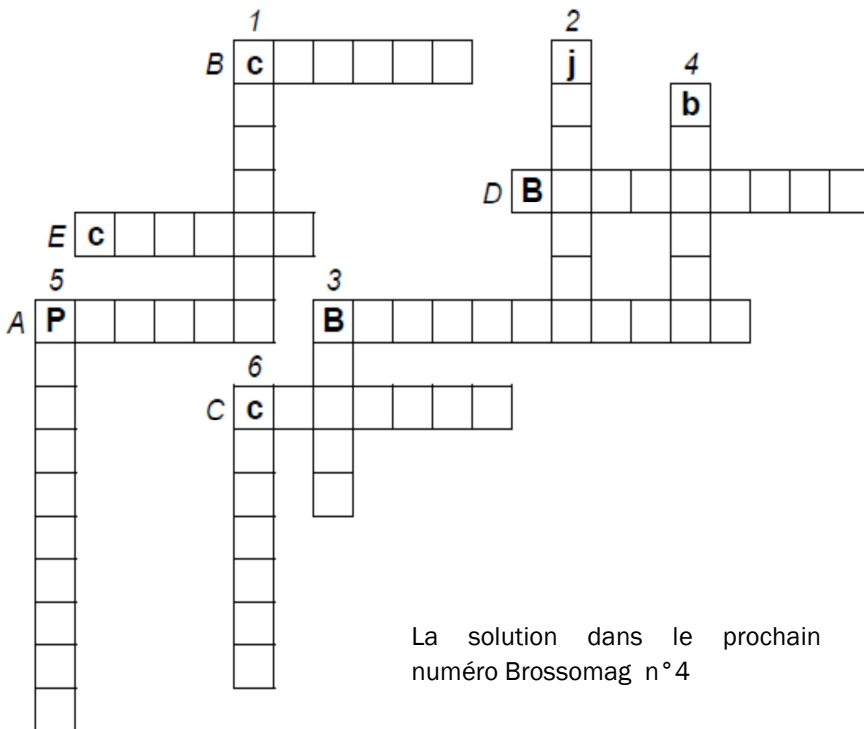 1 2
B c j 4
b
D B
E c
5 3
A P B
6
C c
La solution dans le prochain
numéro Brossomag n°4